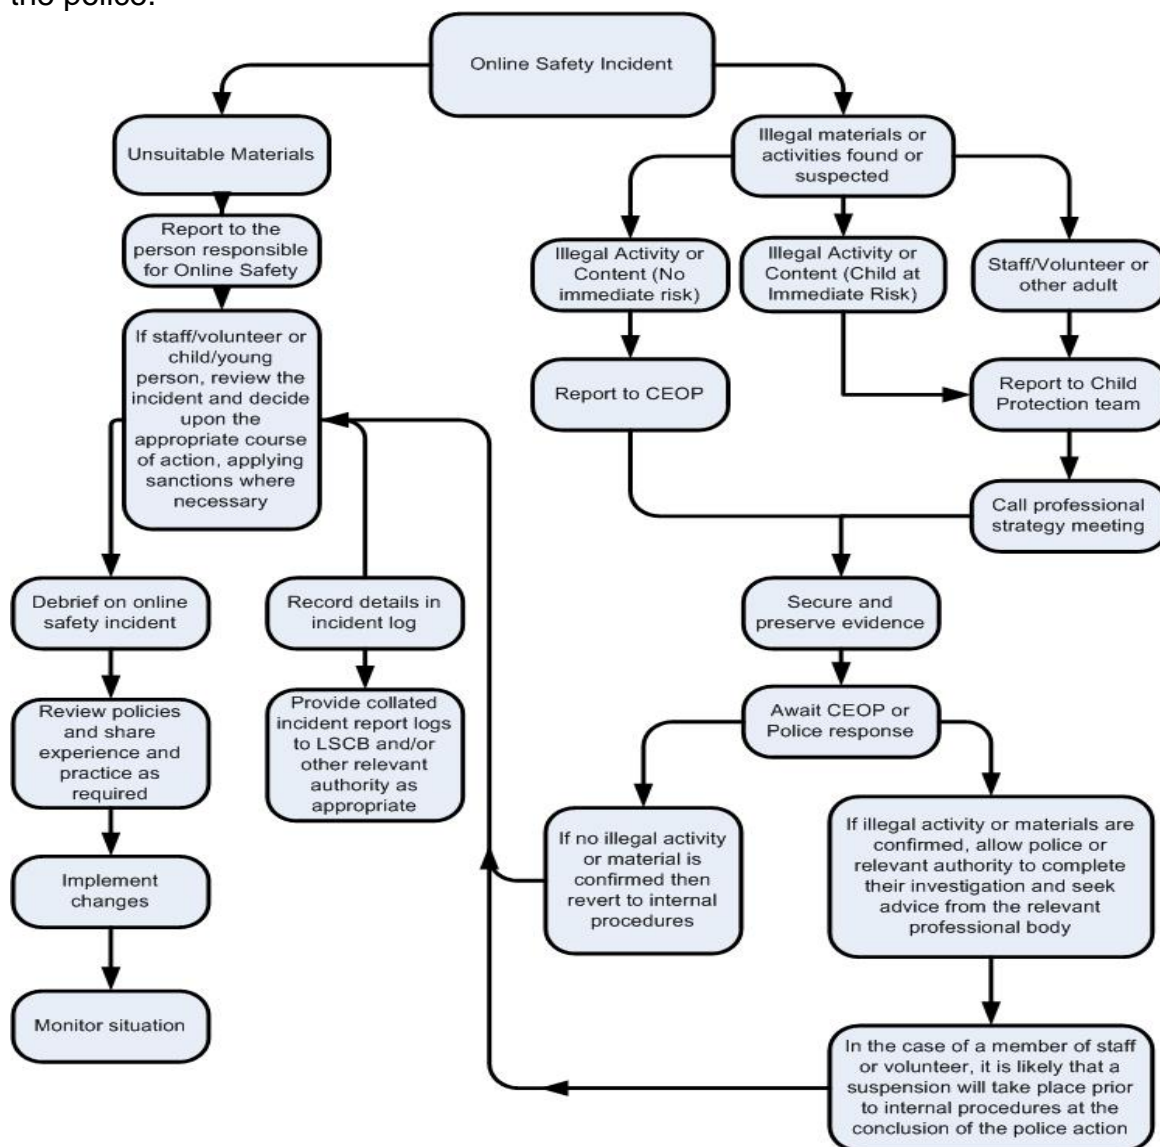 the police.
Online Safety Incident
Unsuitable Materials
Report to the
person responsible
for Online Safety
If staff/volunteer or
child/young
person, review the
incident and decide
upon the
appropriate course
of action, applying
sanctions where
necessary
Debrief on online
safety incident
Review policies
and share
experience and
practice as
required
Implement
changes
Monitor situation
Record details in
incident log
Provide collated
incident report logs
to LSCB and/or
other relevant
authority as
appropriate
Illegal materials or
activities found or
suspected
Illegal Activity or
Content (No
immediate risk)
Illegal Activity or
Content (Child at
Immediate Risk)
Staff/Volunteer or
other adult
Report to CEOP
Report to Child
Protection team
Call professional
strategy meeting
Secure and
preserve evidence
Await CEOP or
Police response
If no illegal activity
or material is
confirmed then
revert to internal
procedures
If illegal activity or materials are
confirmed, allow police or
relevant authority to complete
their investigation and seek
advice from the relevant
professional body
In the case of a member of staff
or volunteer, it is likely that a
suspension will take place prior
to internal procedures at the
conclusion of the police action